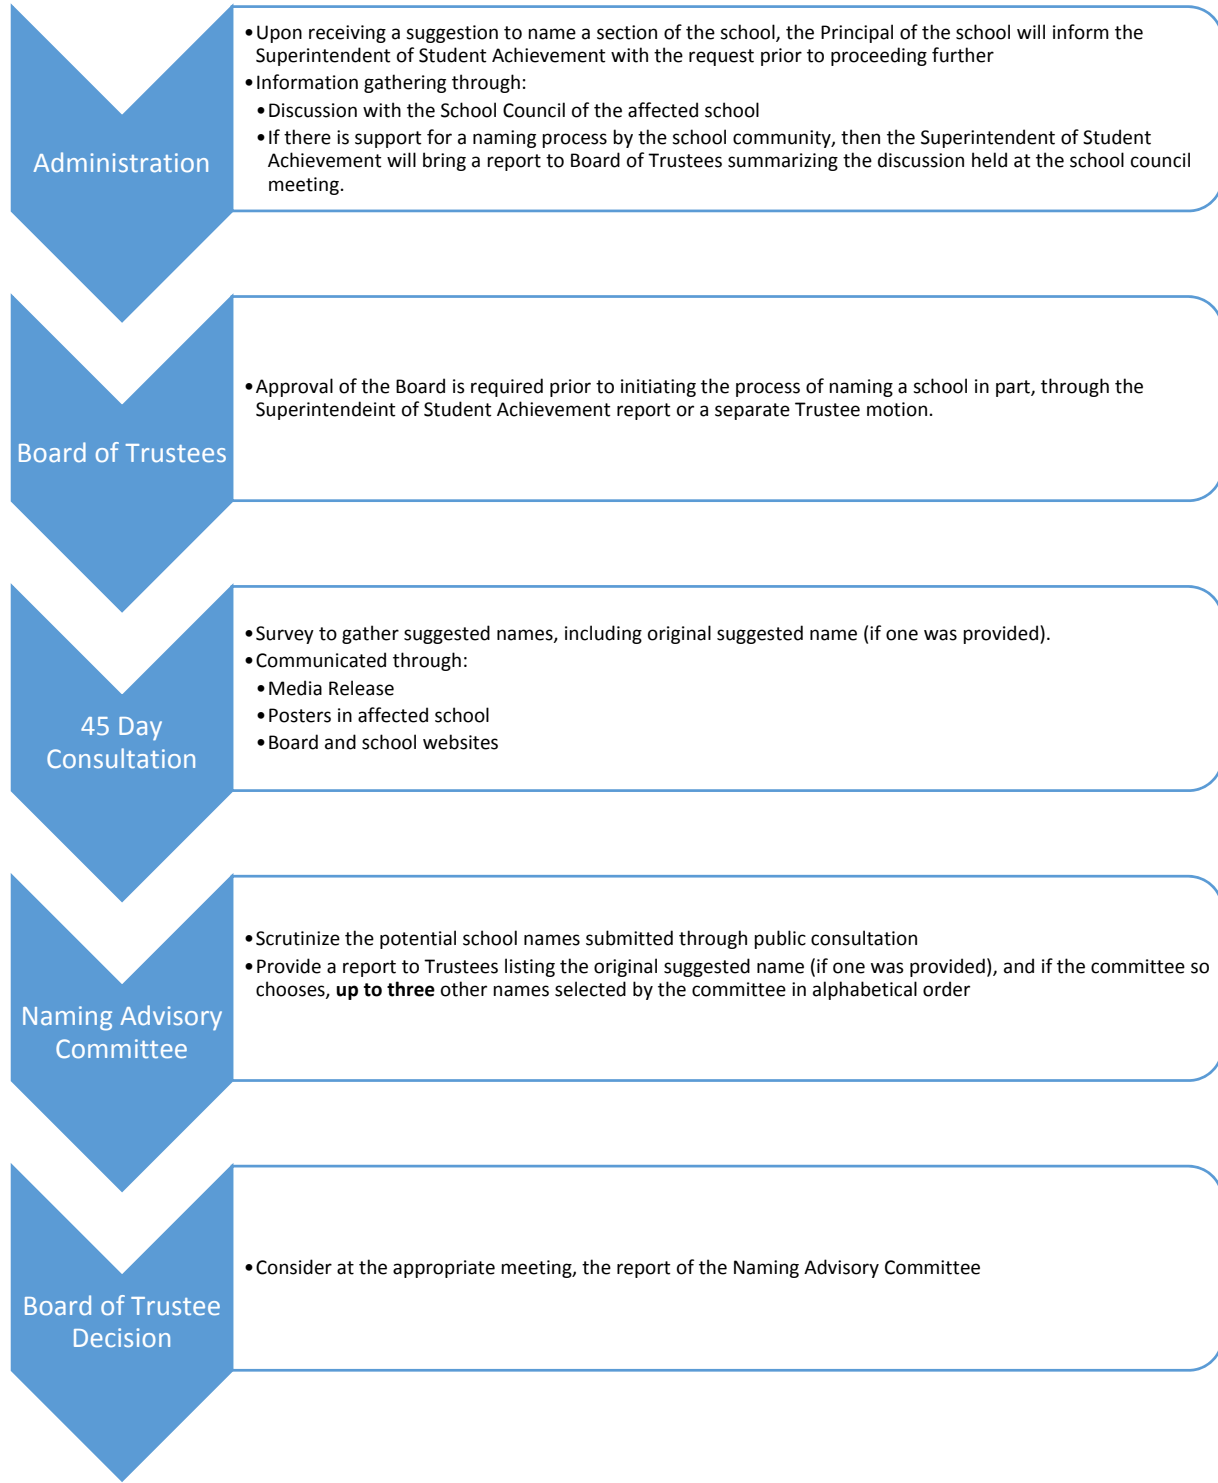 Administration
•Upon receiving a suggestion to name a section of the school, the Principal of the school will inform the
Superintendent of Student Achievement with the request prior to proceeding further
•Information gathering through:
•Discussion with the School Council of the affected school
•If there is support for a naming process by the school community, then the Superintendent of Student
Achievement will bring a report to Board of Trustees summarizing the discussion held at the school council
meeting.
Board of Trustees
•Approval of the Board is required prior to initiating the process of naming a school in part, through the
Superintendeint of Student Achievement report or a separate Trustee motion.
45 Day
Consultation
•Survey to gather suggested names, including original suggested name (if one was provided).
•Communicated through:
•Media Release
•Posters in affected school
•Board and school websites
Naming Advisory
Committee
•Scrutinize the potential school names submitted through public consultation
•Provide a report to Trustees listing the original suggested name (if one was provided), and if the committee so
chooses, up to three other names selected by the committee in alphabetical order
Board of Trustee
Decision
•Consider at the appropriate meeting, the report of the Naming Advisory Committee